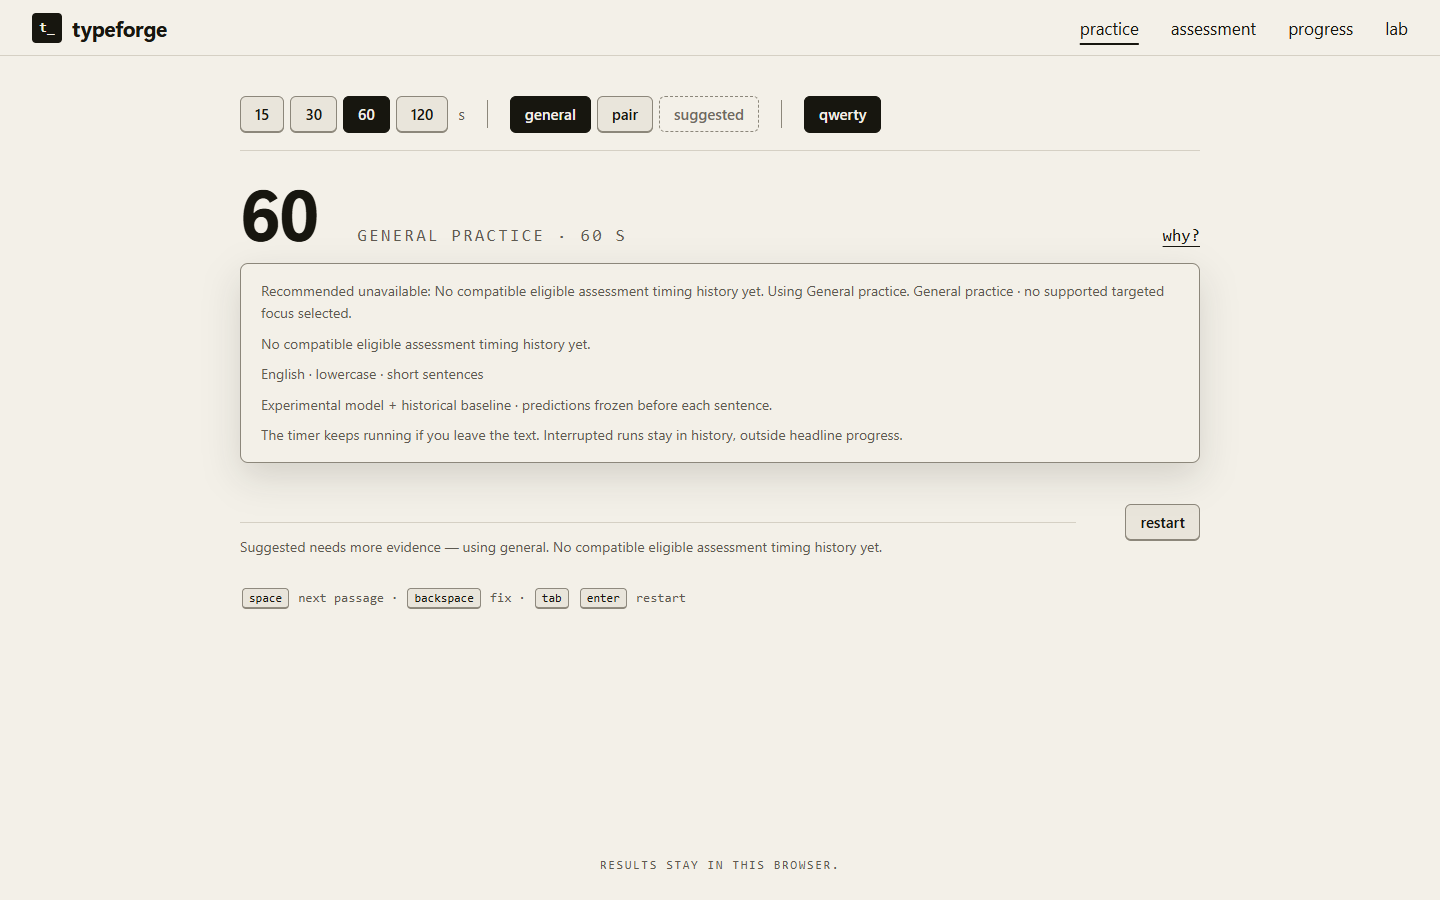 t_ typeforge practice assessment progress lab
15 30 60 120 s general pair suggested qwerty
60 GENERAL PRACTICE · 60 S why?
Recommended unavailable: No compatible eligible assessment timing history yet. Using General practice. General practice · no supported targeted
focus selected.
No compatible eligible assessment timing history yet.
English · lowercase · short sentences
Experimental model + historical baseline · predictions frozen before each sentence.
The timer keeps running if you leave the text. Interrupted runs stay in history, outside headline progress.
restart
Suggested needs more evidence — using general. No compatible eligible assessment timing history yet.
space next passage · backspace fix · tab enter restart
RESULTS STAY IN THIS BROWSER.